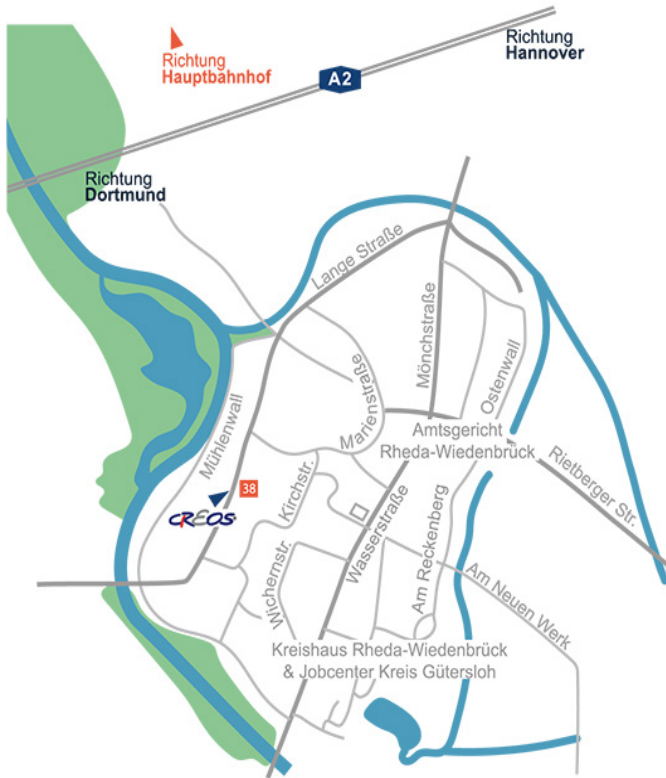 Richtung
Hauptbahnhof
Richtung
Hannover
A2
Richtung
Dortmund
Lange Straße
Mönchstraße
Ostenwall
Marienstraße
Mühlenwall
Amtsgericht
Rheda-Wiedenbrück
Rietberger Str.
38
CREOS
Kirchstr.
Wasserstraße
Wichernstr.
Am Reckenberg
Am Neuen Werk
Kreishaus Rheda-Wiedenbrück
& Jobcenter Kreis Gütersloh